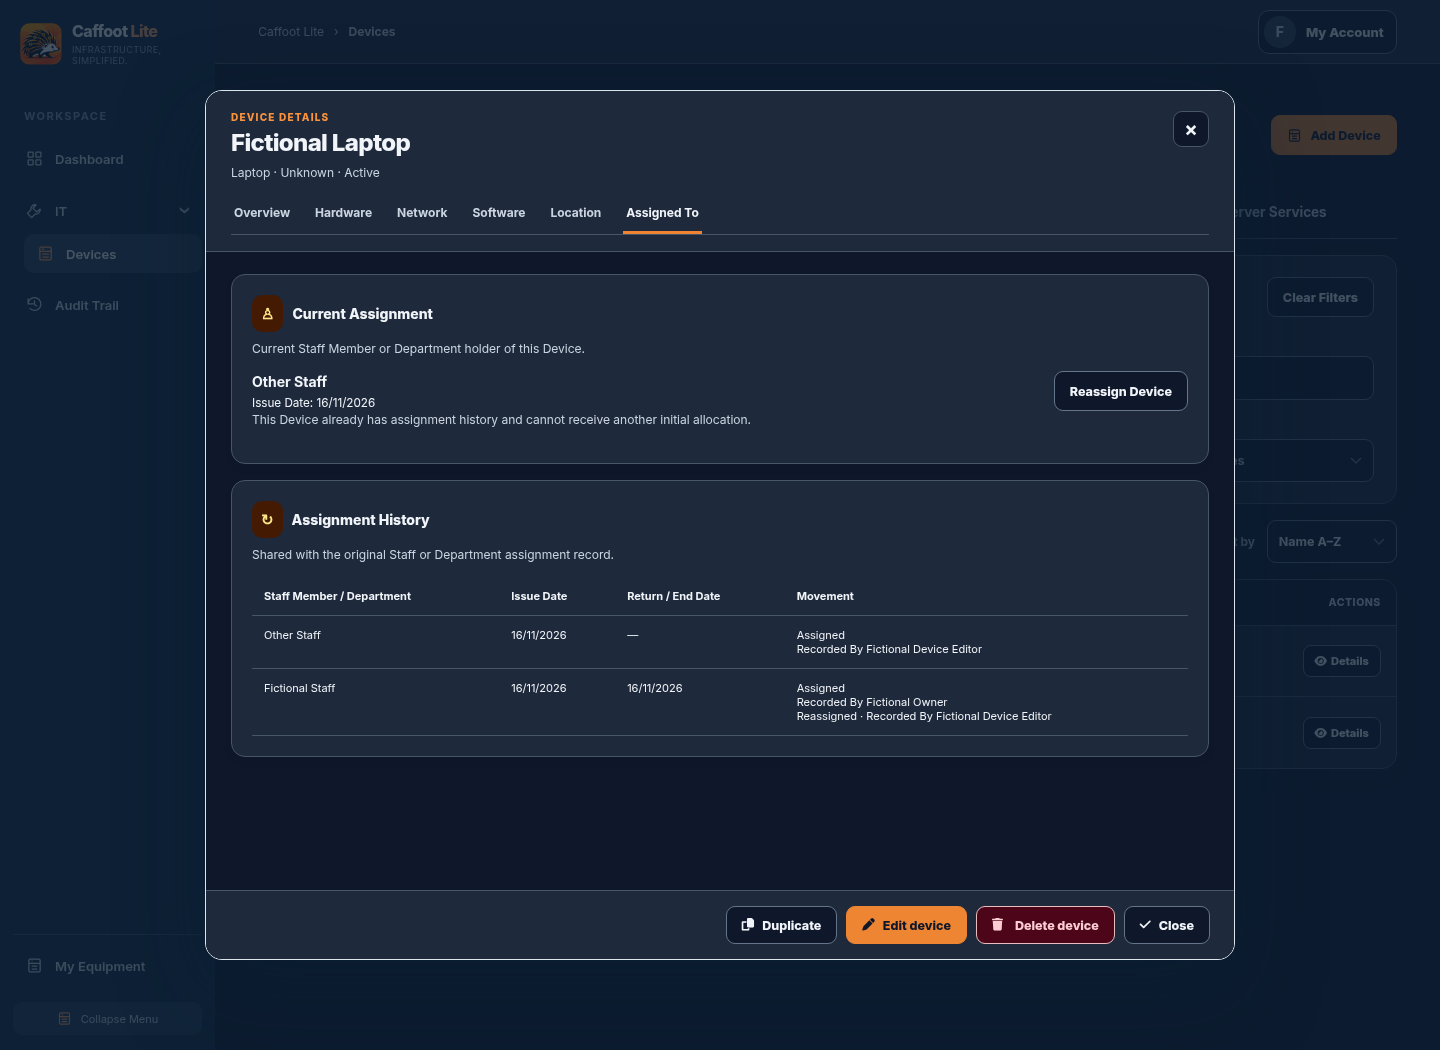 Caffoot Lite
INFRASTRUCTURE,
SIMPLIFIED.
Caffoot Lite › Devices
F My Account
WORKSPACE
Dashboard
IT
Devices
Audit Trail
My Equipment
Collapse Menu
Add Device
Server Services
Clear Filters
by
Name A–Z
ACTIONS
Details
Details
DEVICE DETAILS
Fictional Laptop
Laptop · Unknown · Active
Overview Hardware Network Software Location Assigned To
Current Assignment
Current Staff Member or Department holder of this Device.
Other Staff
Issue Date: 16/11/2026
This Device already has assignment history and cannot receive another initial allocation.
Reassign Device
Assignment History
Shared with the original Staff or Department assignment record.
Staff Member / Department Issue Date Return / End Date Movement
Other Staff 16/11/2026 — Assigned
Recorded By Fictional Device Editor
Fictional Staff 16/11/2026 16/11/2026 Assigned
Recorded By Fictional Owner
Reassigned · Recorded By Fictional Device Editor
Duplicate Edit device Delete device Close